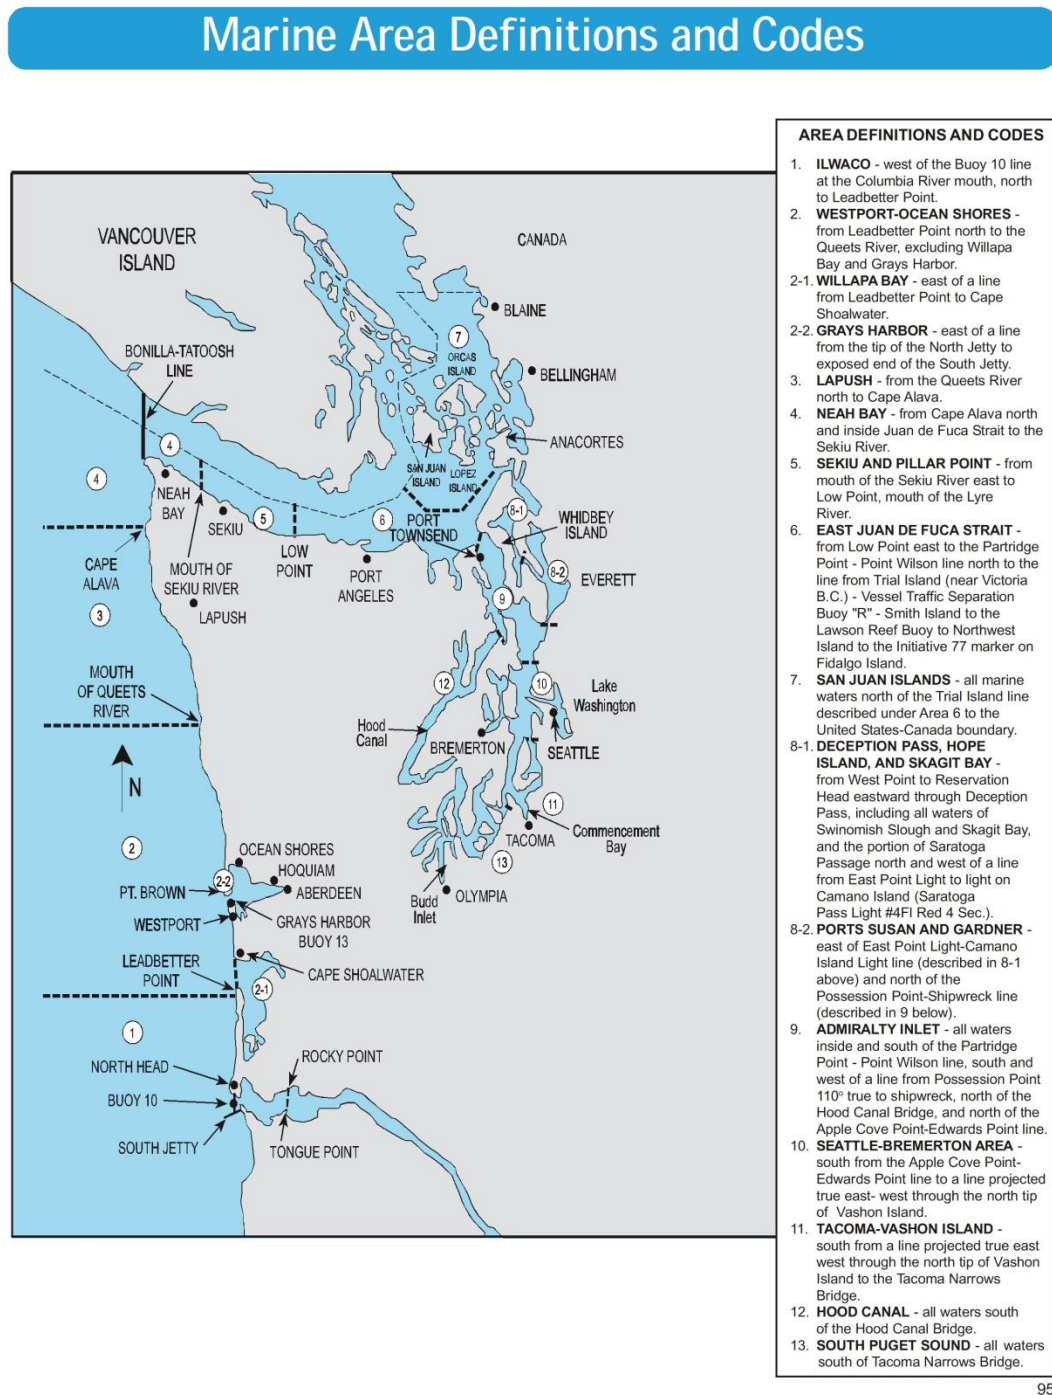 Marine Area Definitions and Codes
VANCOUVER
ISLAND
CANADA
BLAINE
7
ORCAS
ISLAND
BONILLA-TATOOSH
LINE
BELLINGHAM
ANACORTES
4
4
SAN JUAN
ISLAND
LOPEZ
ISLAND
NEAH
BAY
SEKIU
5
6
PORT
TOWNSEND
8-1
WHIDBEY
ISLAND
CAPE
ALAVA
MOUTH OF
SEKIU RIVER
LOW
POINT
PORT
ANGELES
8-2
EVERETT
3
LAPUSH
9
MOUTH
OF QUEETS
RIVER
12
10
Lake
Washington
Hood
Canal
BREMERTON
SEATTLE
N
11
TACOMA
Commencement
Bay
2
13
OCEAN SHORES
HOQUIAM
2-2
PT. BROWN
ABERDEEN
Budd
Inlet
OLYMPIA
WESTPORT
GRAYS HARBOR
BUOY 13
LEADBETTER
POINT
CAPE SHOALWATER
2-1
1
NORTH HEAD
ROCKY POINT
BUOY 10
SOUTH JETTY
TONGUE POINT
AREA DEFINITIONS AND CODES
1. ILWACO - west of the Buoy 10 line
at the Columbia River mouth, north
to Leadbetter Point.
2. WESTPORT-OCEAN SHORES -
from Leadbetter Point north to the
Queets River, excluding Willapa
Bay and Grays Harbor.
2-1. WILLAPA BAY - east of a line
from Leadbetter Point to Cape
Shoalwater.
2-2. GRAYS HARBOR - east of a line
from the tip of the North Jetty to
exposed end of the South Jetty.
3. LAPUSH - from the Queets River
north to Cape Alava.
4. NEAH BAY - from Cape Alava north
and inside Juan de Fuca Strait to the
Sekiu River.
5. SEKIU AND PILLAR POINT - from
mouth of the Sekiu River east to
Low Point, mouth of the Lyre
River.
6. EAST JUAN DE FUCA STRAIT -
from Low Point east to the Partridge
Point - Point Wilson line north to the
line from Trial Island (near Victoria
B.C.) - Vessel Traffic Separation
Buoy "R" - Smith Island to the
Lawson Reef Buoy to Northwest
Island to the Initiative 77 marker on
Fidalgo Island.
7. SAN JUAN ISLANDS - all marine
waters north of the Trial Island line
described under Area 6 to the
United States-Canada boundary.
8-1. DECEPTION PASS, HOPE
ISLAND, AND SKAGIT BAY -
from West Point to Reservation
Head eastward through Deception
Pass, including all waters of
Swinomish Slough and Skagit Bay,
and the portion of Saratoga
Passage north and west of a line
from East Point Light to light on
Camano Island (Saratoga
Pass Light #4Fl Red 4 Sec.).
8-2. PORTS SUSAN AND GARDNER -
east of East Point Light-Camano
Island Light line (described in 8-1
above) and north of the
Possession Point-Shipwreck line
(described in 9 below).
9. ADMIRALTY INLET - all waters
inside and south of the Partridge
Point - Point Wilson line, south and
west of a line from Possession Point
110º true to shipwreck, north of the
Hood Canal Bridge, and north of the
Apple Cove Point-Edwards Point line.
10. SEATTLE-BREMERTON AREA -
south from the Apple Cove Point-
Edwards Point line to a line projected
true east- west through the north tip
of Vashon Island.
11. TACOMA-VASHON ISLAND -
south from a line projected true east
west through the north tip of Vashon
Island to the Tacoma Narrows
Bridge.
12. HOOD CANAL - all waters south
of the Hood Canal Bridge.
13. SOUTH PUGET SOUND - all waters
south of Tacoma Narrows Bridge.
95